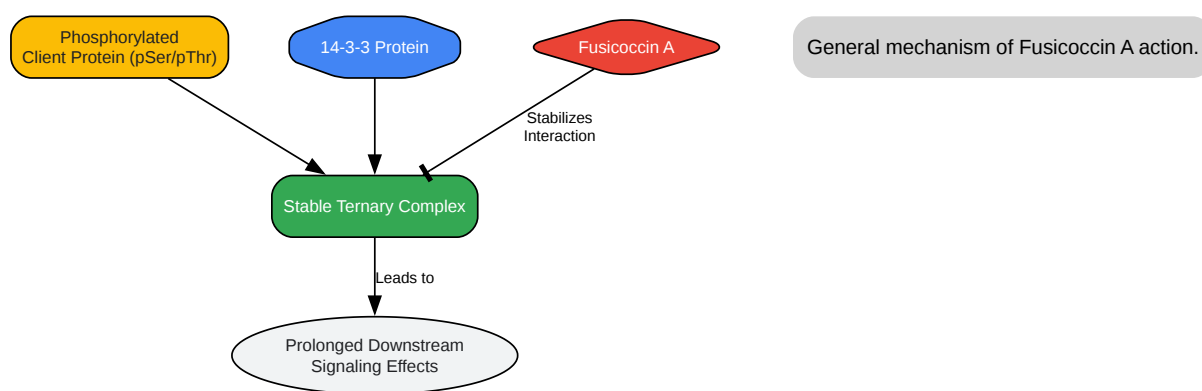 Phosphorylated
Client Protein (pSer/pThr)
14-3-3 Protein
Fusicoccin A
General mechanism of Fusicoccin A action.
Stabilizes
Interaction
Stable Ternary Complex
Leads to
Prolonged Downstream
Signaling Effects